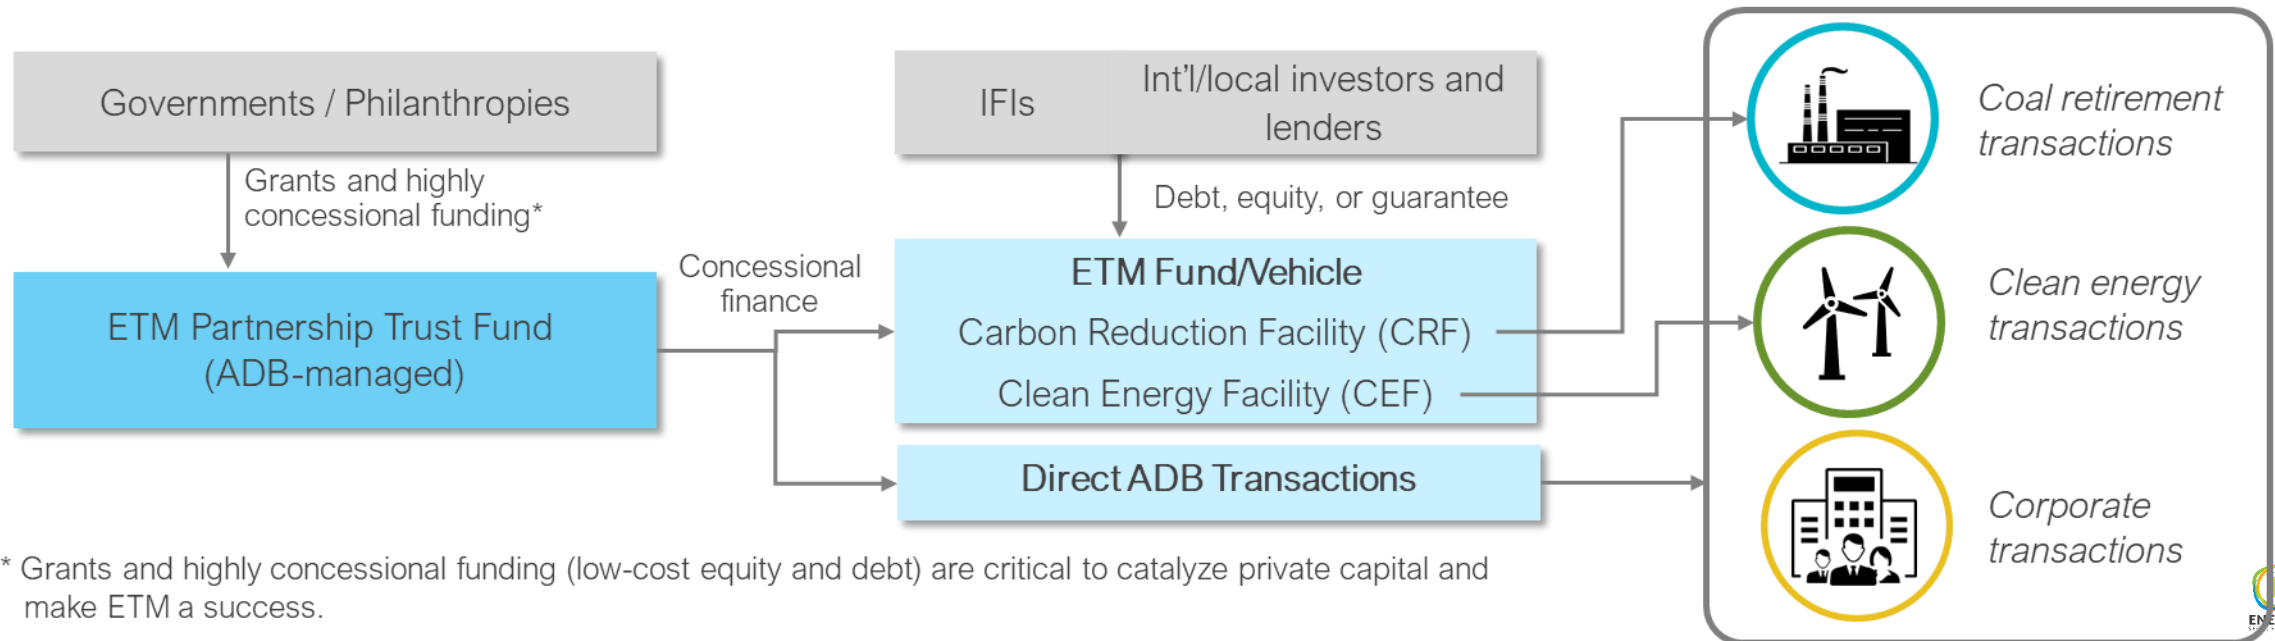 Governments / Philanthropies
Grants and highly
concessional funding*
ETM Partnership Trust Fund
(ADB-managed)
Concessional
finance
IFIs
Int'l/local investors and
lenders
Debt, equity, or guarantee
ETM Fund/Vehicle
Carbon Reduction Facility (CRF)
Clean Energy Facility (CEF)
Direct ADB Transactions
Coal retirement
transactions
Clean energy
transactions
Corporate
transactions
* Grants and highly concessional funding (low-cost equity and debt) are critical to catalyze private capital and
make ETM a success.